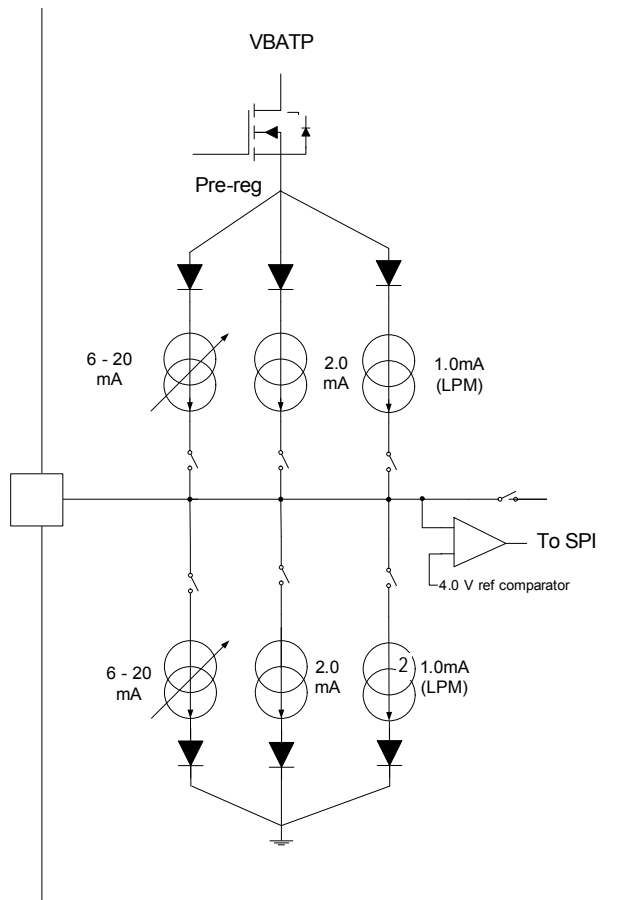 VBATP
Pre-reg
6 - 20
mA
2.0
mA
1.0mA
(LPM)
To SPI
4.0 V ref comparator
6 - 20
mA
2.0
mA
2
1.0mA
(LPM)